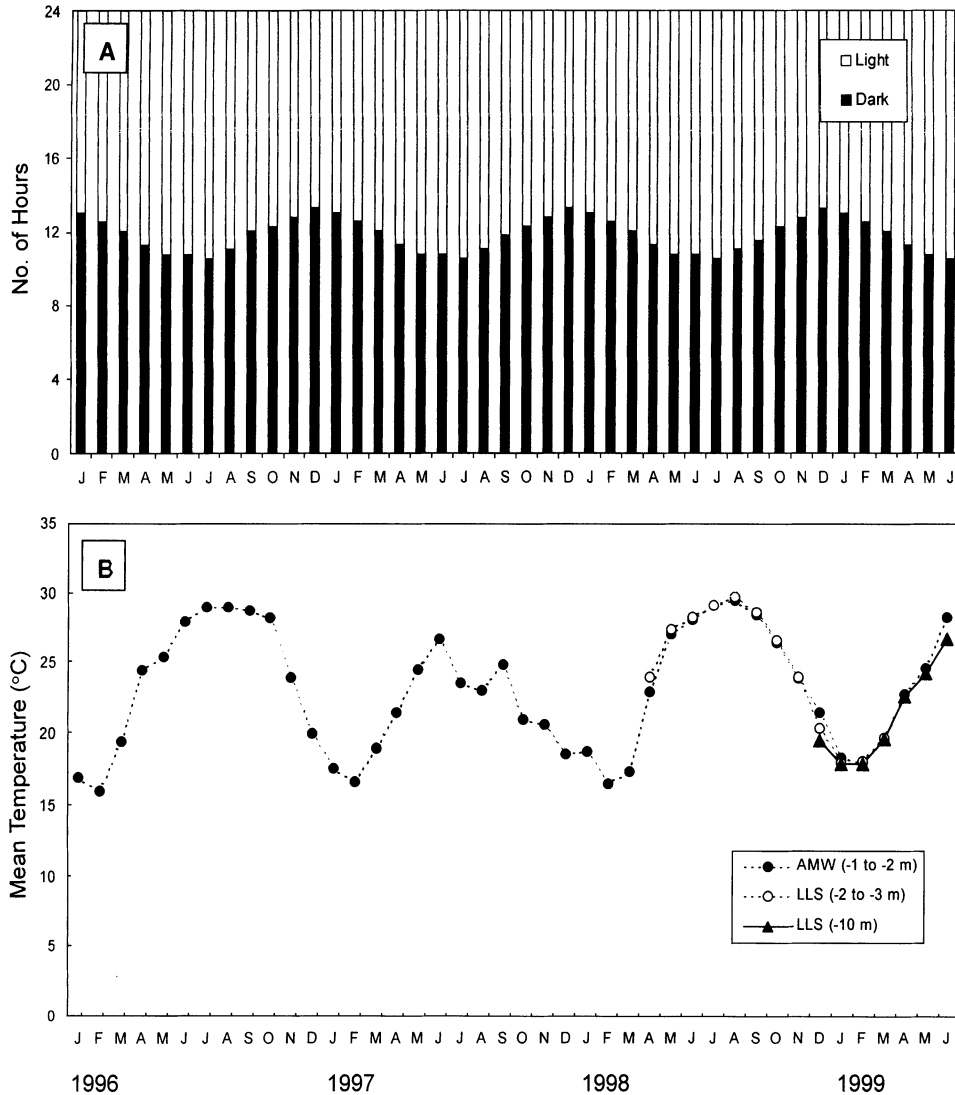 24
A
Light
Dark
20
16
12
8
4
0
No. of Hours
J F M A M J J A S O N D J F M A M J J A S O N D J F M A M J J A S O N D J F M A M J
35
B
30
25
20
15
10
5
0
Mean Temperature (°C)
AMW (-1 to -2 m)
LLS (-2 to -3 m)
LLS (-10 m)
J F M A M J J A S O N D J F M A M J J A S O N D J F M A M J J A S O N D J F M A M J
1996 1997 1998 1999